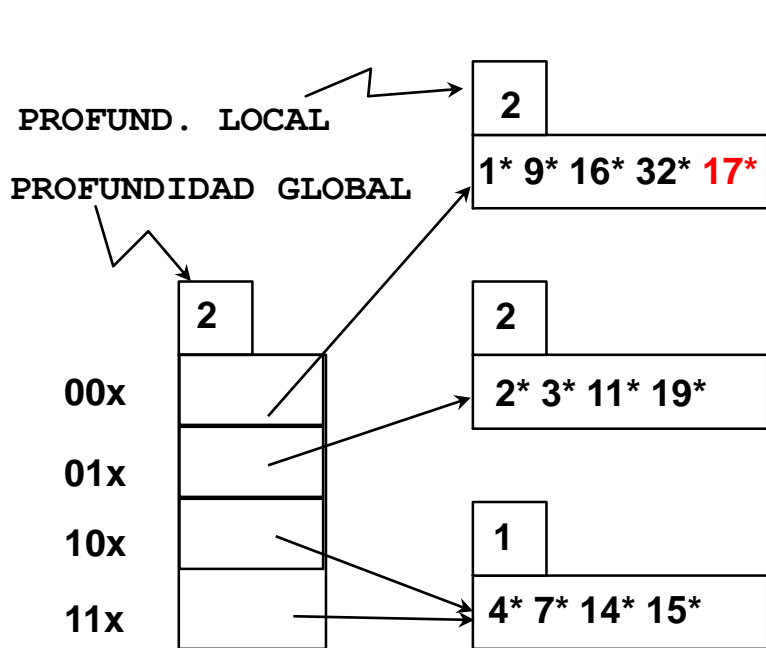 2
PROFUND. LOCAL
1* 9* 16* 32* 17*
PROFUNDIDAD GLOBAL
2
2
00x
2* 3* 11* 19*
01x
10x
1
11x
4* 7* 14* 15*